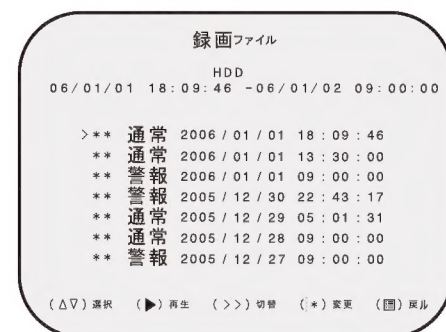 録画ファイル
HDD
06/01/01 18:09:46 -06/01/02 09:00:00
>** 通常 2006/01/01 18:09:46
** 通常 2006/01/01 13:30:00
** 警報 2006/01/01 09:00:00
** 警報 2005/12/30 22:43:17
** 通常 2005/12/29 05:01:31
** 通常 2005/12/28 09:00:00
** 警報 2005/12/27 09:00:00
(△▽) 選択 (▶) 再生 (>>) 切替 (*) 変更 (▤) 戻ル